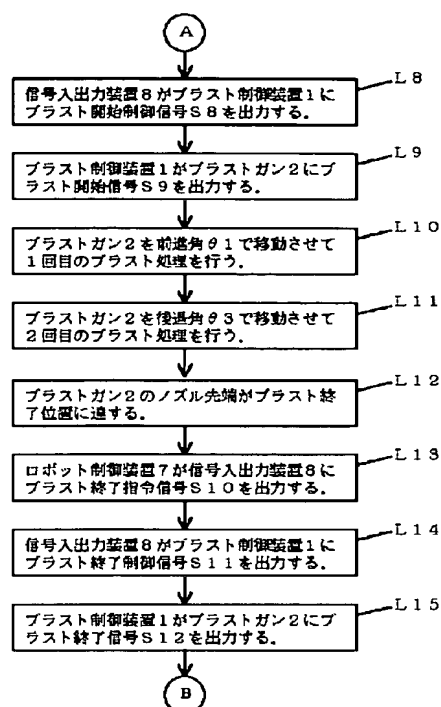 A
L8
信号入出力装置8がブラスト制御装置1に
ブラスト開始制御信号S8を出力する。
L9
ブラスト制御装置1がブラストガン2にブ
ラスト開始信号S9を出力する。
L10
ブラストガン2を前進角θ1で移動させて
1回目のブラスト処理を行う。
L11
ブラストガン2を後退角θ3で移動させて
2回目のブラスト処理を行う。
L12
ブラストガン2のノズル先端がブラスト終
了位置に達する。
L13
ロボット制御装置7が信号入出力装置8に
ブラスト終了指令信号S10を出力する。
L14
信号入出力装置8がブラスト制御装置1に
ブラスト終了制御信号S11を出力する。
L15
ブラスト制御装置1がブラストガン2にブ
ラスト終了信号S12を出力する。
B